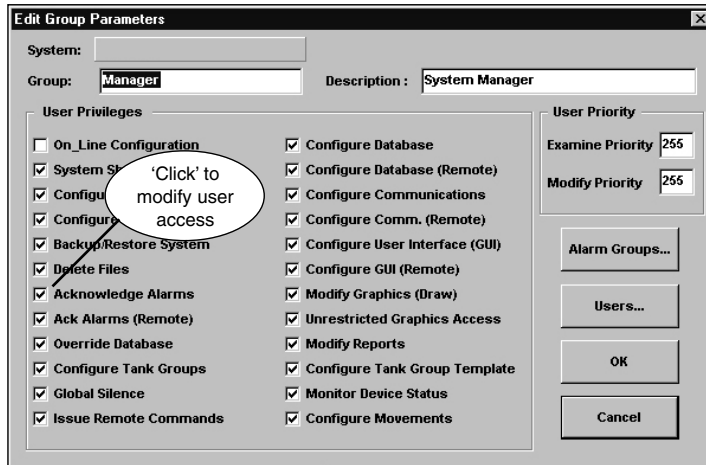 Edit Group Parameters
System:
Group: Manager Description : System Manager
User Privileges
On_Line Configuration
System
Configu
Configure
Backup/Restore System
Delete Files
Acknowledge Alarms
Ack Alarms (Remote)
Override Database
Configure Tank Groups
Global Silence
Issue Remote Commands
Configure Database
Configure Database (Remote)
Configure Communications
Configure Comm. (Remote)
Configure User Interface (GUI)
Configure GUI (Remote)
Modify Graphics (Draw)
Unrestricted Graphics Access
Modify Reports
Configure Tank Group Template
Monitor Device Status
Configure Movements
‘Click’ to
modify user
access
User Priority
Examine Priority 255
Modify Priority 255
Alarm Groups...
Users...
OK
Cancel